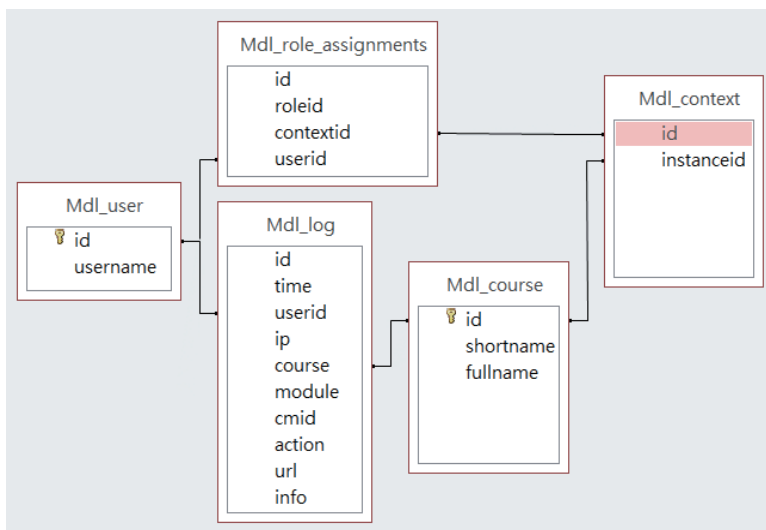 Mdl_role_assignments
id
roleid
contextid
userid
Mdl_context
id
instanceid
Mdl_user
id
username
Mdl_log
id
time
userid
ip
course
module
cmid
action
url
info
Mdl_course
id
shortname
fullname